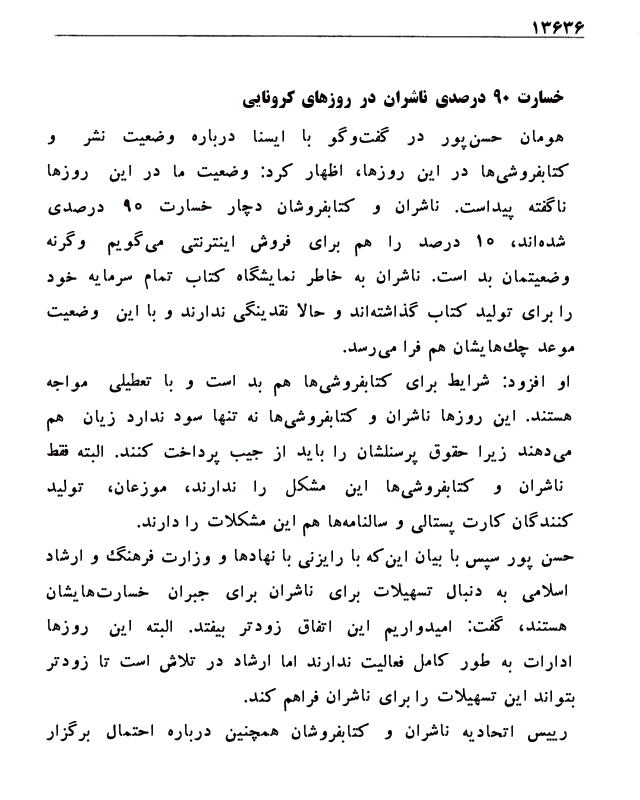 ۱۳۶۳۶
خسارت ۹۰ درصدی ناشران در روزهای کرونایی
هومان حسن‌پور در گفت‌وگو با ایسنا درباره وضعیت نشر و
کتابفروشی‌ها در این روزها، اظهار کرد: وضعیت ما در این روزها
ناگفته پیداست. ناشران و کتابفروشان دچار خسارت ۹۰ درصدی
شده‌اند، ۱۰ درصد را هم برای فروش اینترنتی می‌گویم وگرنه
وضعیتمان بد است. ناشران به خاطر نمایشگاه کتاب تمام سرمایه خود
را برای تولید کتاب گذاشته‌اند و حالا نقدینگی ندارند و با این وضعیت
موعد چك‌هایشان هم فرا می‌رسد.
او افزود: شرایط برای کتابفروشی‌ها هم بد است و با تعطیلی مواجه
هستند. این روزها ناشران و کتابفروشی‌ها نه تنها سود ندارد زیان هم
می‌دهند زیرا حقوق پرسنلشان را باید از جیب پرداخت کنند. البته فقط
ناشران و کتابفروشی‌ها این مشکل را ندارند، موزعان، تولید
کنندگان کارت پستالی و سالنامه‌ها هم این مشکلات را دارند.
حسن پور سپس با بیان این‌که با رایزنی با نهادها و وزارت فرهنگ و ارشاد
اسلامی به دنبال تسهیلات برای ناشران برای جبران خسارت‌هایشان
هستند، گفت: امیدواریم این اتفاق زودتر بیفتد. البته این روزها
ادارات به طور کامل فعالیت ندارند اما ارشاد در تلاش است تا زودتر
بتواند این تسهیلات را برای ناشران فراهم کند.
رییس اتحادیه ناشران و کتابفروشان همچنین درباره احتمال برگزار